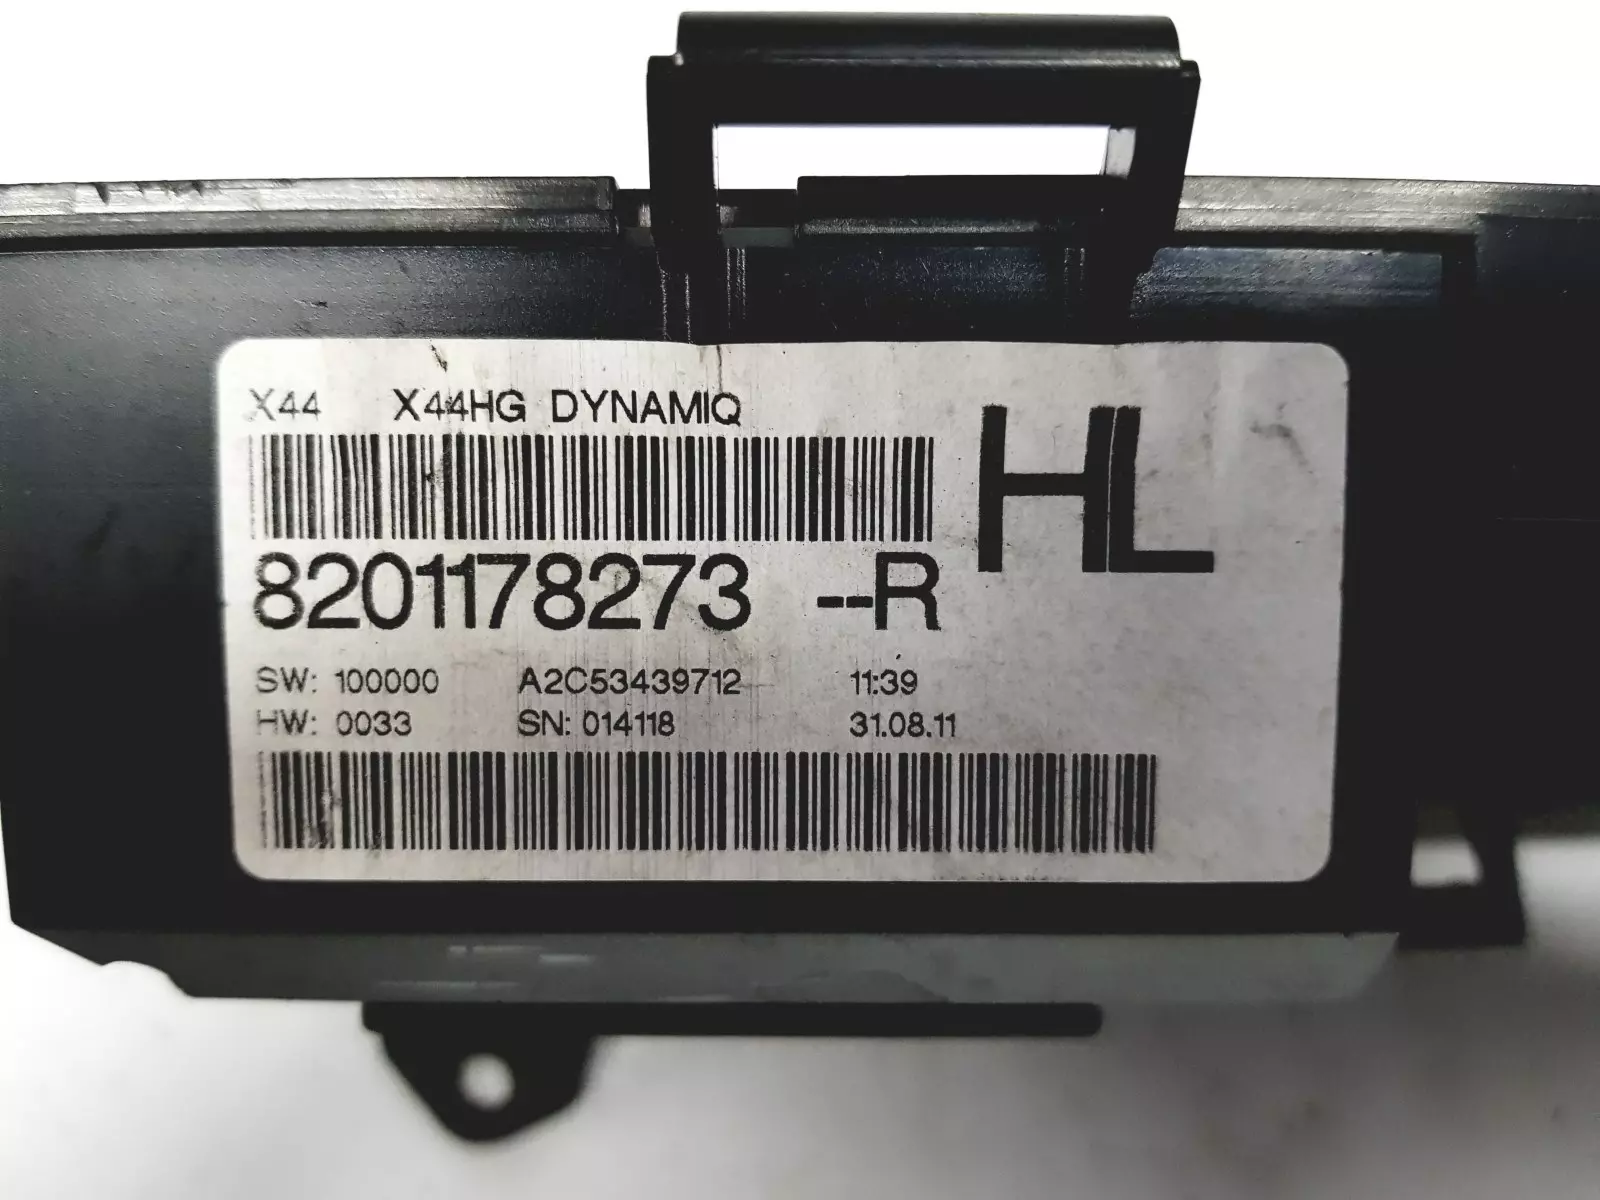 X44 X44HG DYNAMIQ
HL
8201178273 --R
SW: 100000 A2C53439712 11:39
HW: 0033 SN: 014118 31.08.11